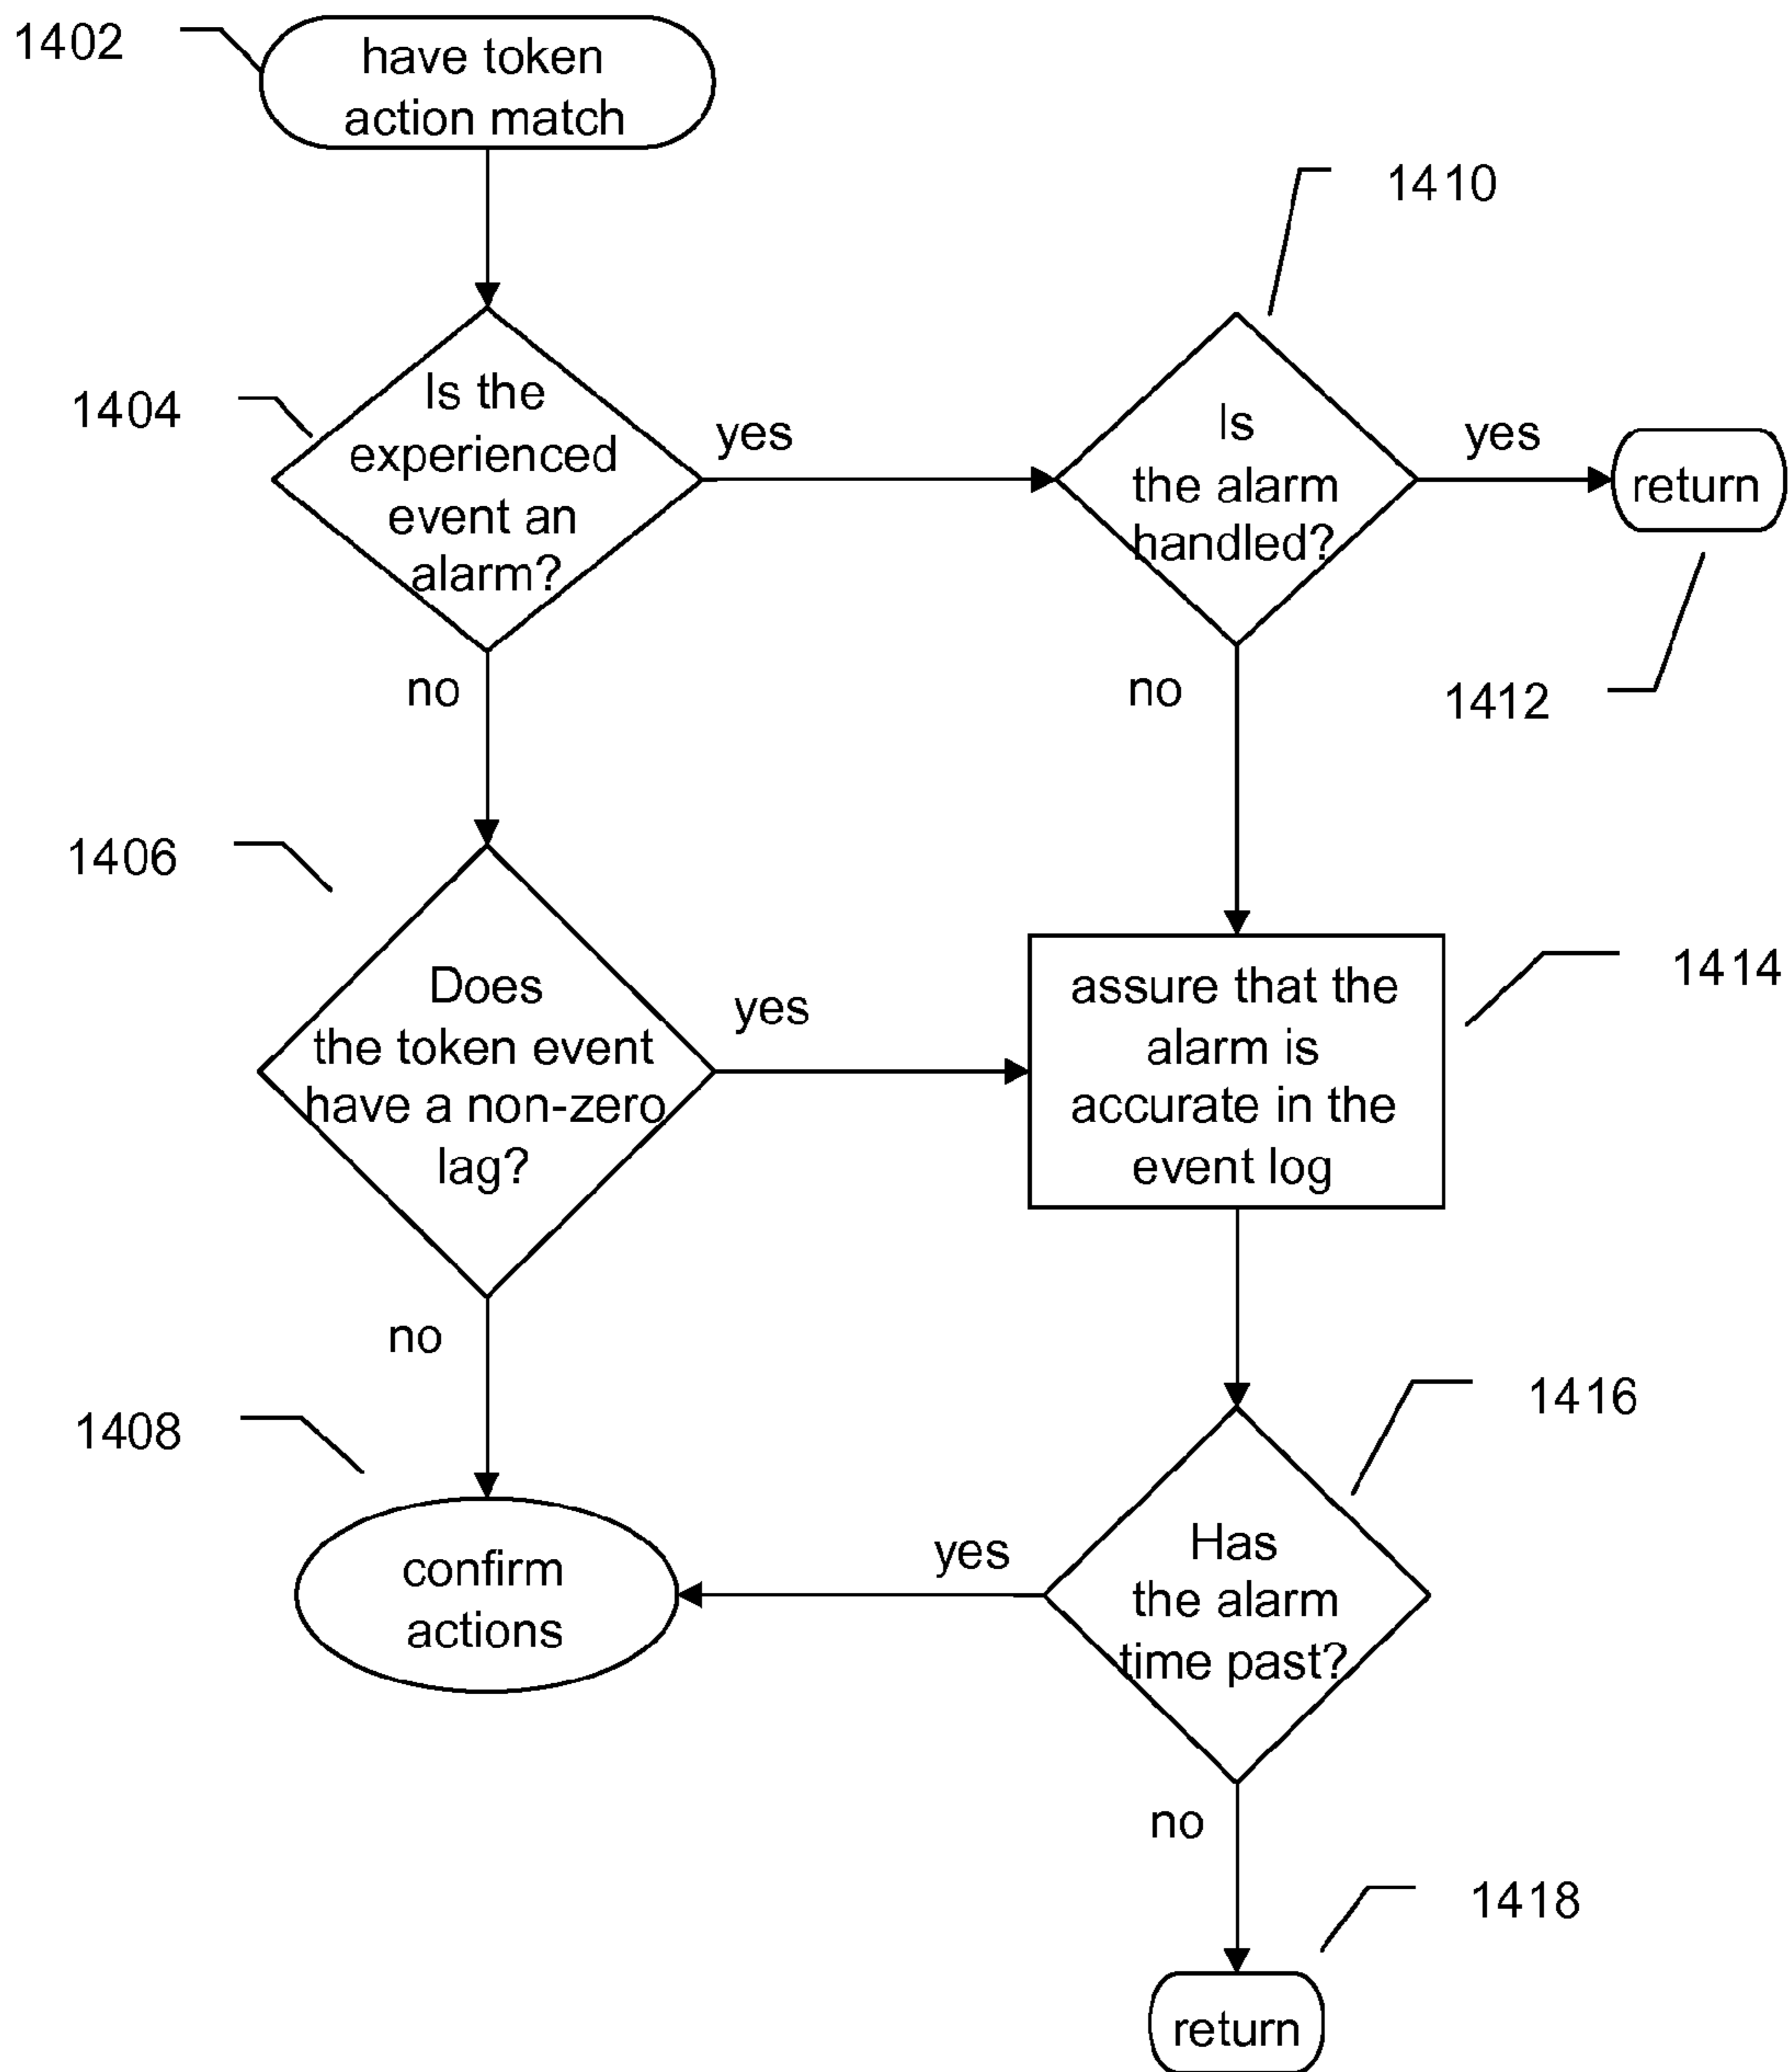 1402
have token
action match
1410
1404
Is the
experienced
event an
alarm?
yes
Is
the alarm
handled?
yes
return
no
no
1412
1406
Does
the token event
have a non-zero
lag?
yes
assure that the
alarm is
accurate in the
event log
1414
no
1408
confirm
actions
yes
1416
Has
the alarm
time past?
no
1418
return